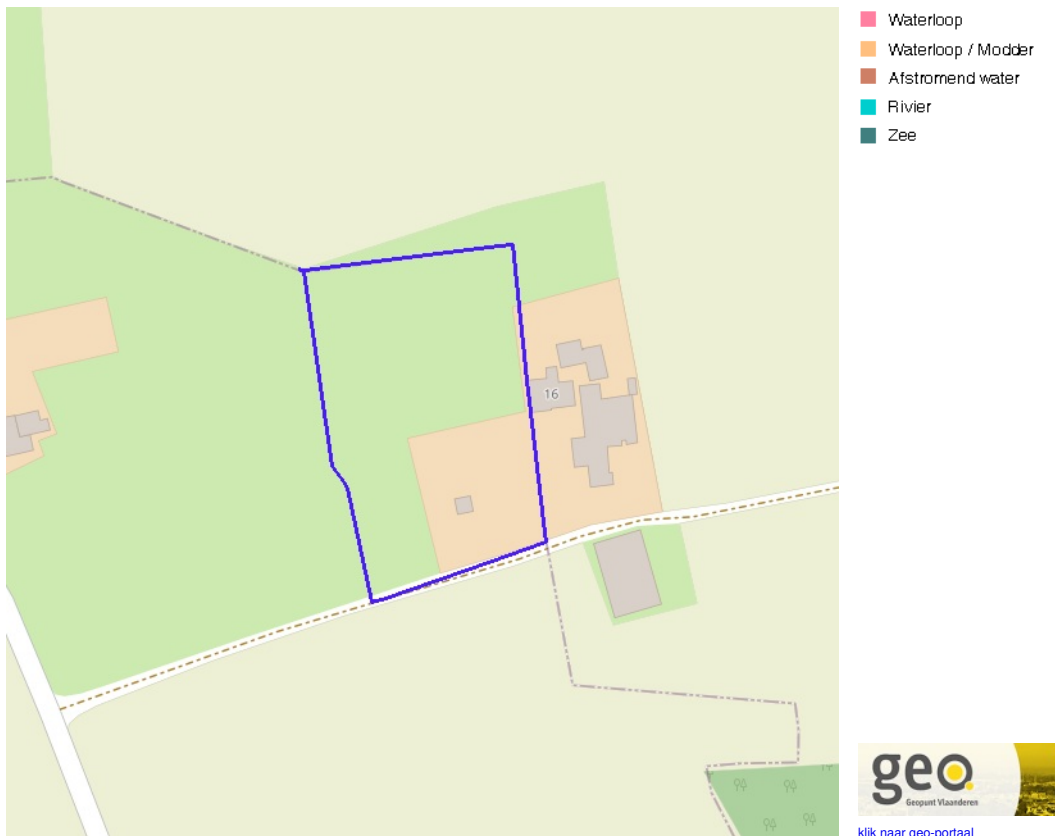 Waterloop
Waterloop / Modder
Afstromend water
Rivier
Zee
16
geo.
Geopunt Vlaanderen
klik naar geo-portaal